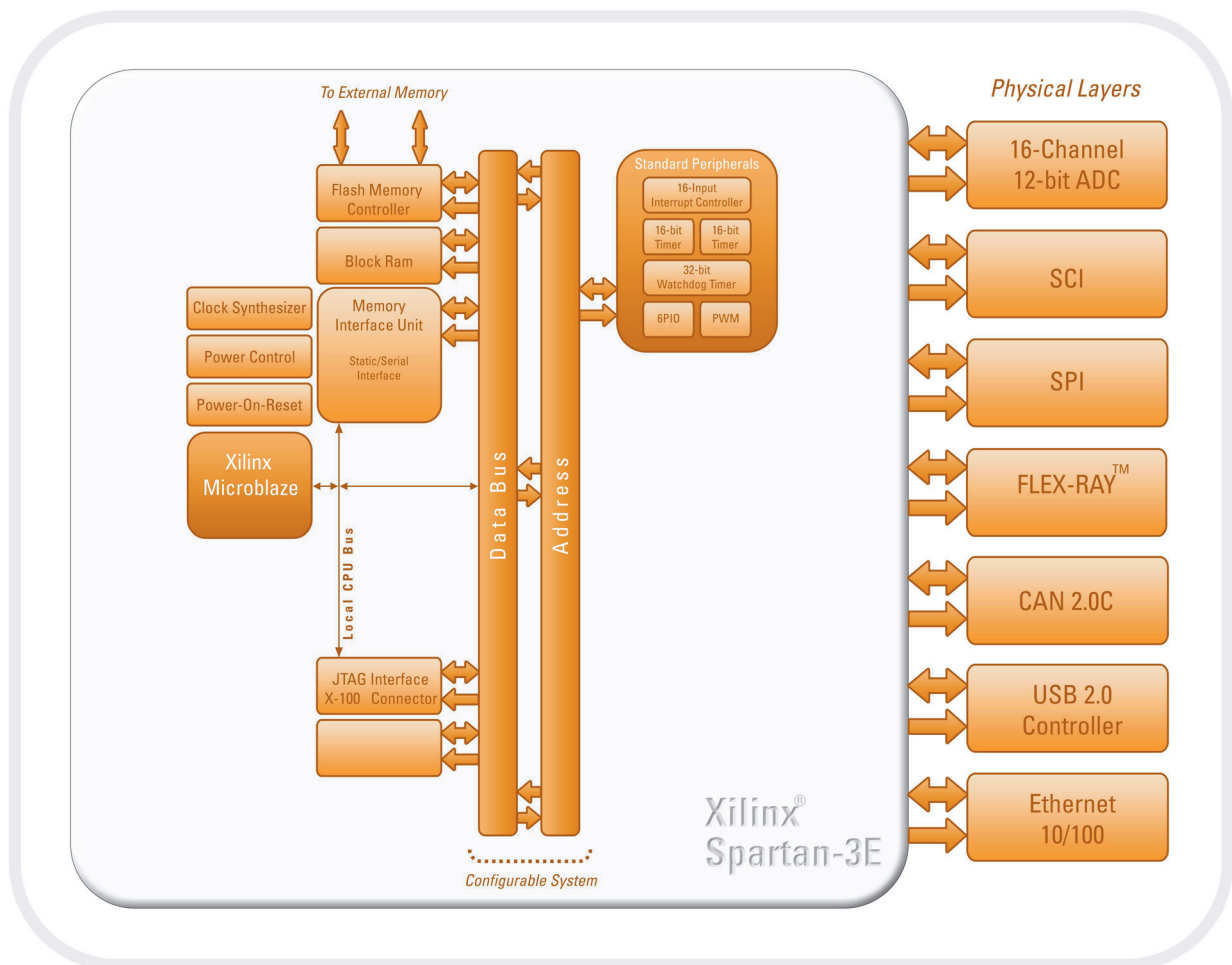 To External Memory
Physical Layers
Flash Memory
Controller
Block Ram
Clock Synthesizer
Power Control
Power-On-Reset
Memory
Interface Unit
Static/Serial
Interface
Xilinx
Microblaze
Local CPU Bus
JTAG Interface
X-100 Connector
Data Bus
Address
Configurable System
Standard Peripherals
16-Input
Interrupt Controller
16-bit
Timer
16-bit
Timer
32-bit
Watchdog Timer
6PIO
PWM
Xilinx®
Spartan-3E
16-Channel
12-bit ADC
SCI
SPI
FLEX-RAY™
CAN 2.0C
USB 2.0
Controller
Ethernet
10/100